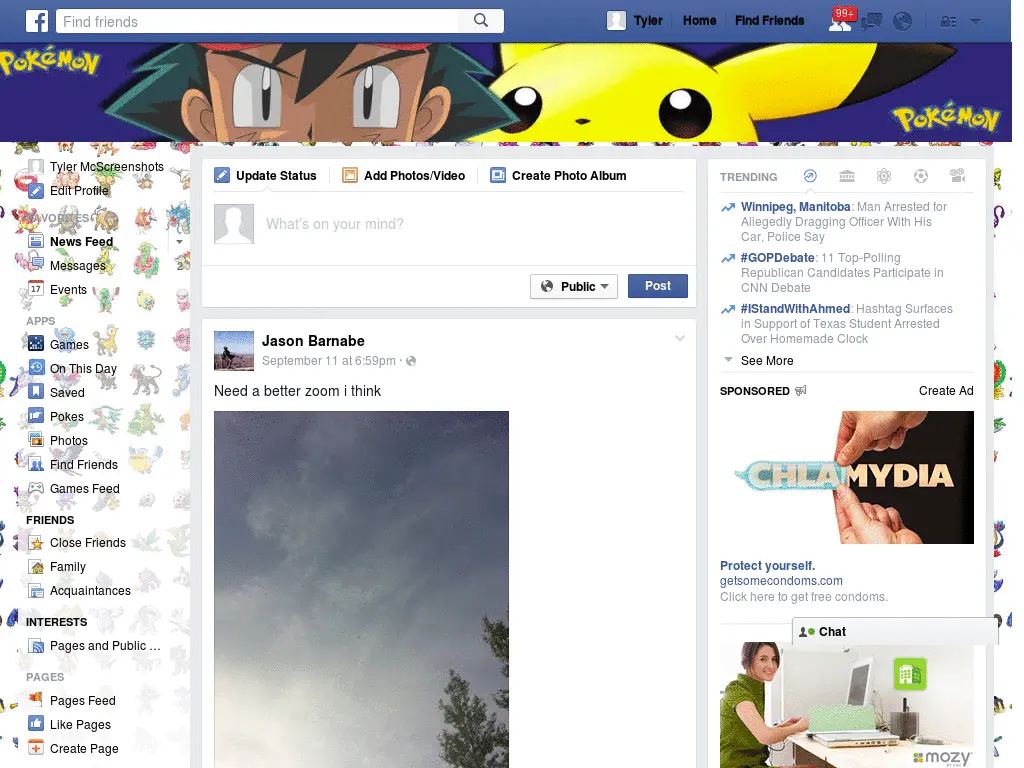 Find friends
Tyler
Home
Find Friends
99+
POKéMON
POKéMON
Tyler McScreenshots
Edit Profile
FAVORITES
News Feed
Messages
2
Events
17
APPS
Games
On This Day
Saved
Pokes
Photos
Find Friends
Games Feed
FRIENDS
Close Friends
Family
Acquaintances
INTERESTS
Pages and Public ...
PAGES
Pages Feed
Like Pages
Create Page
Update Status
Add Photos/Video
Create Photo Album
What's on your mind?
Public
Post
Jason Barnabe
September 11 at 6:59pm ·
Need a better zoom i think
TRENDING
Winnipeg, Manitoba: Man Arrested for
Allegedly Dragging Officer With His
Car, Police Say
#GOPDebate: 11 Top-Polling
Republican Candidates Participate in
CNN Debate
#IStandWithAhmed: Hashtag Surfaces
in Support of Texas Student Arrested
Over Homemade Clock
See More
SPONSORED
Create Ad
CHLAMYDIA
Protect yourself.
getsomecondoms.com
Click here to get free condoms.
Chat
mozy